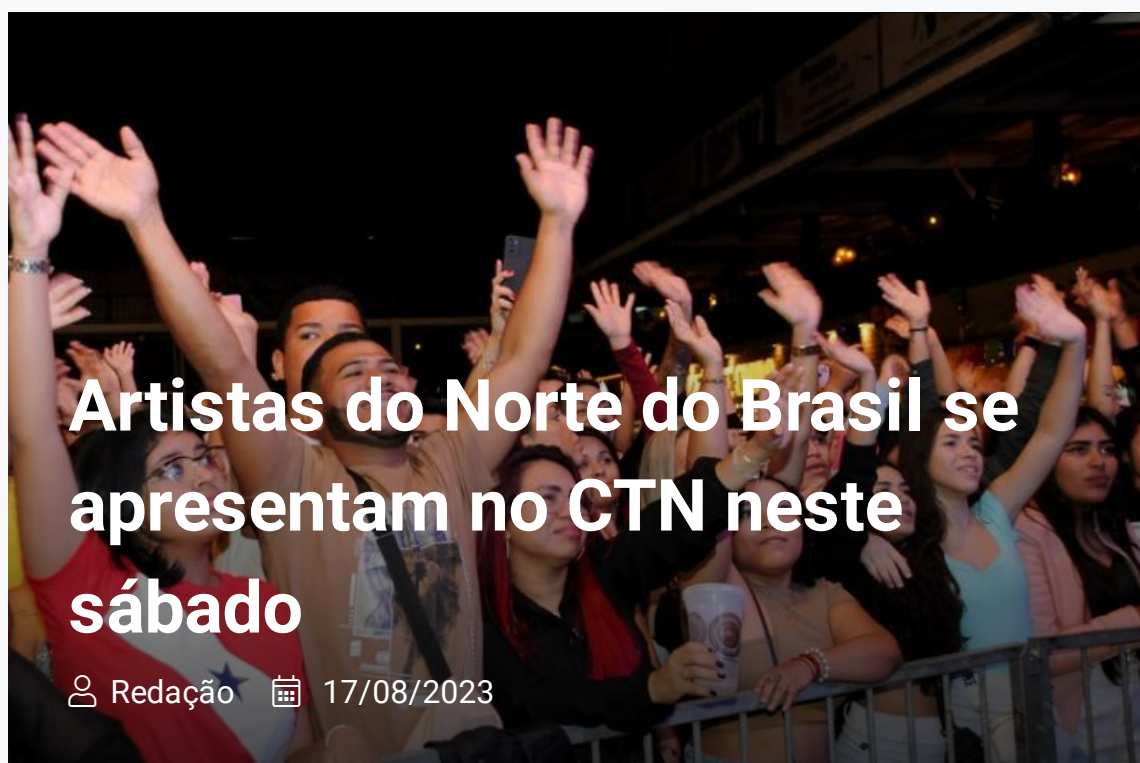 Artistas do Norte do Brasil se
apresentam no CTN neste
sábado
Redação 17/08/2023